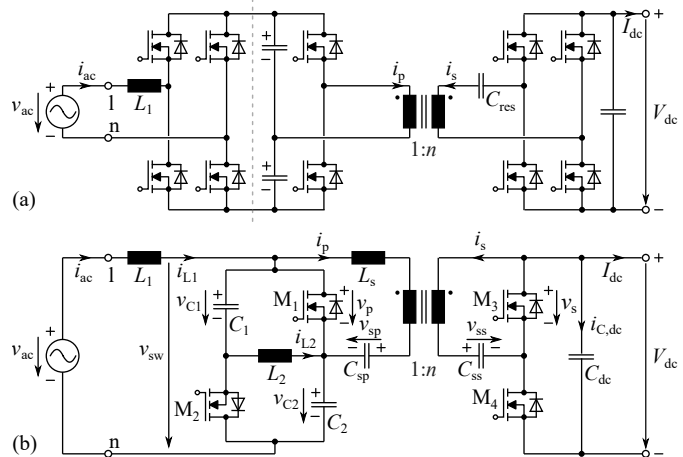 i_ac
i_p
i_s
I_dc
+
+
+
−
v_ac
1
L_1
C_res
V_dc
−
n
+
1:n
−
−
(a)
i_ac
1
L_1
i_L1
i_p
L_s
i_s
I_dc
+
+
v_C1
−
C_1
M_1
+
v_p
−
M_3
+
v_s
−
i_C,dc
i_L2
v_sp
− +
v_ss
+ −
+
v_ac
−
v_sw
L_2
C_sp
1:n
C_ss
C_dc
V_dc
M_2
v_C2
+
−
C_2
M_4
n
−
(b)